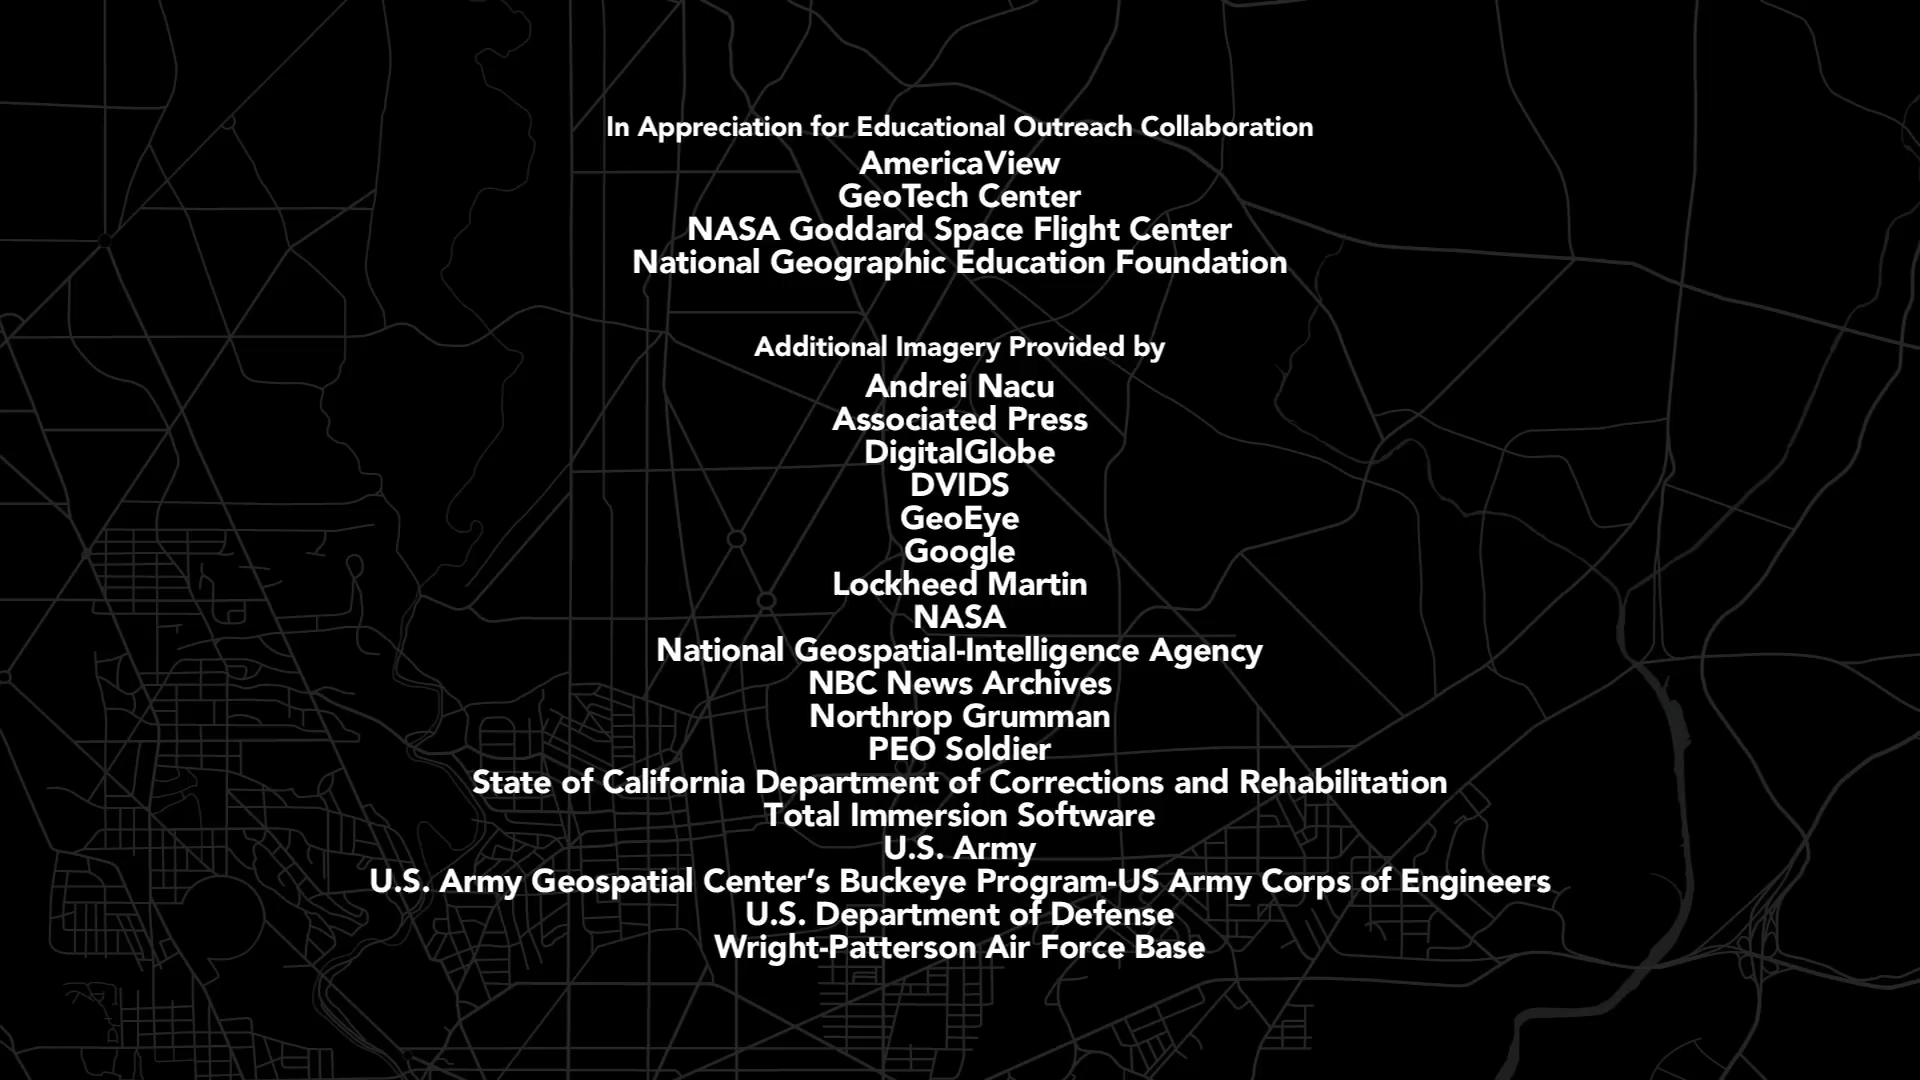 In Appreciation for Educational Outreach Collaboration
AmericaView
GeoTech Center
NASA Goddard Space Flight Center
National Geographic Education Foundation
Additional Imagery Provided by
Andrei Nacu
Associated Press
DigitalGlobe
DVIDS
GeoEye
Google
Lockheed Martin
NASA
National Geospatial-Intelligence Agency
NBC News Archives
Northrop Grumman
PEO Soldier
State of California Department of Corrections and Rehabilitation
Total Immersion Software
U.S. Army
U.S. Army Geospatial Center’s Buckeye Program-US Army Corps of Engineers
U.S. Department of Defense
Wright-Patterson Air Force Base